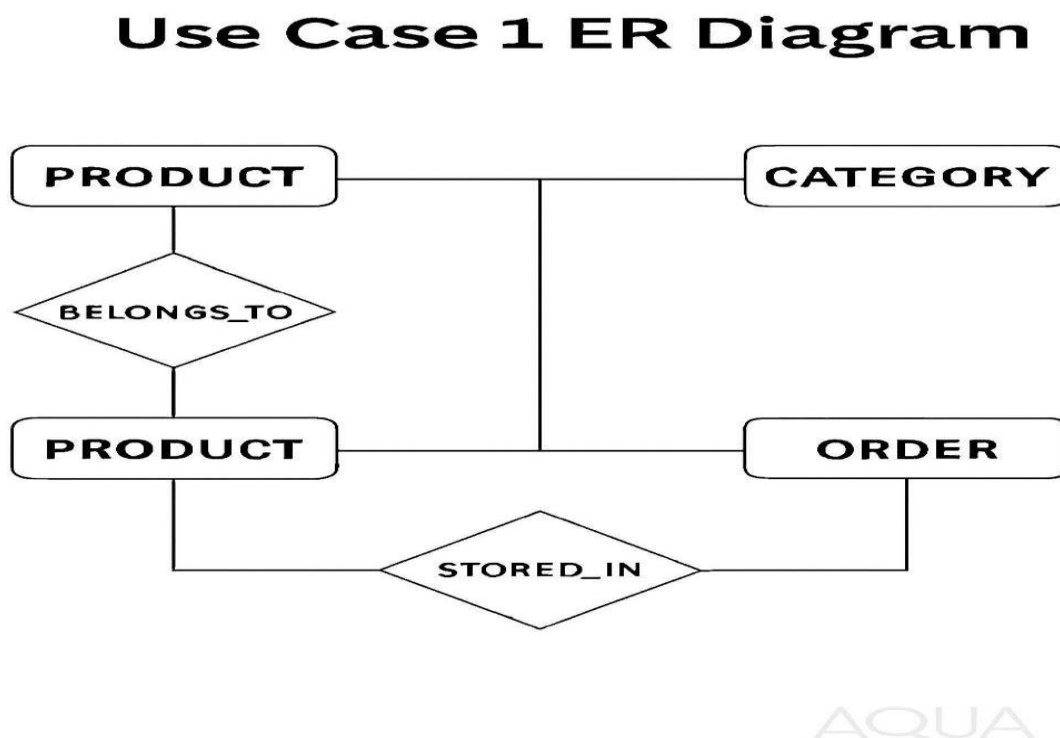 Use Case 1 ER Diagram
PRODUCT
CATEGORY
BELONGS_TO
PRODUCT
ORDER
STORED_IN
AQUA